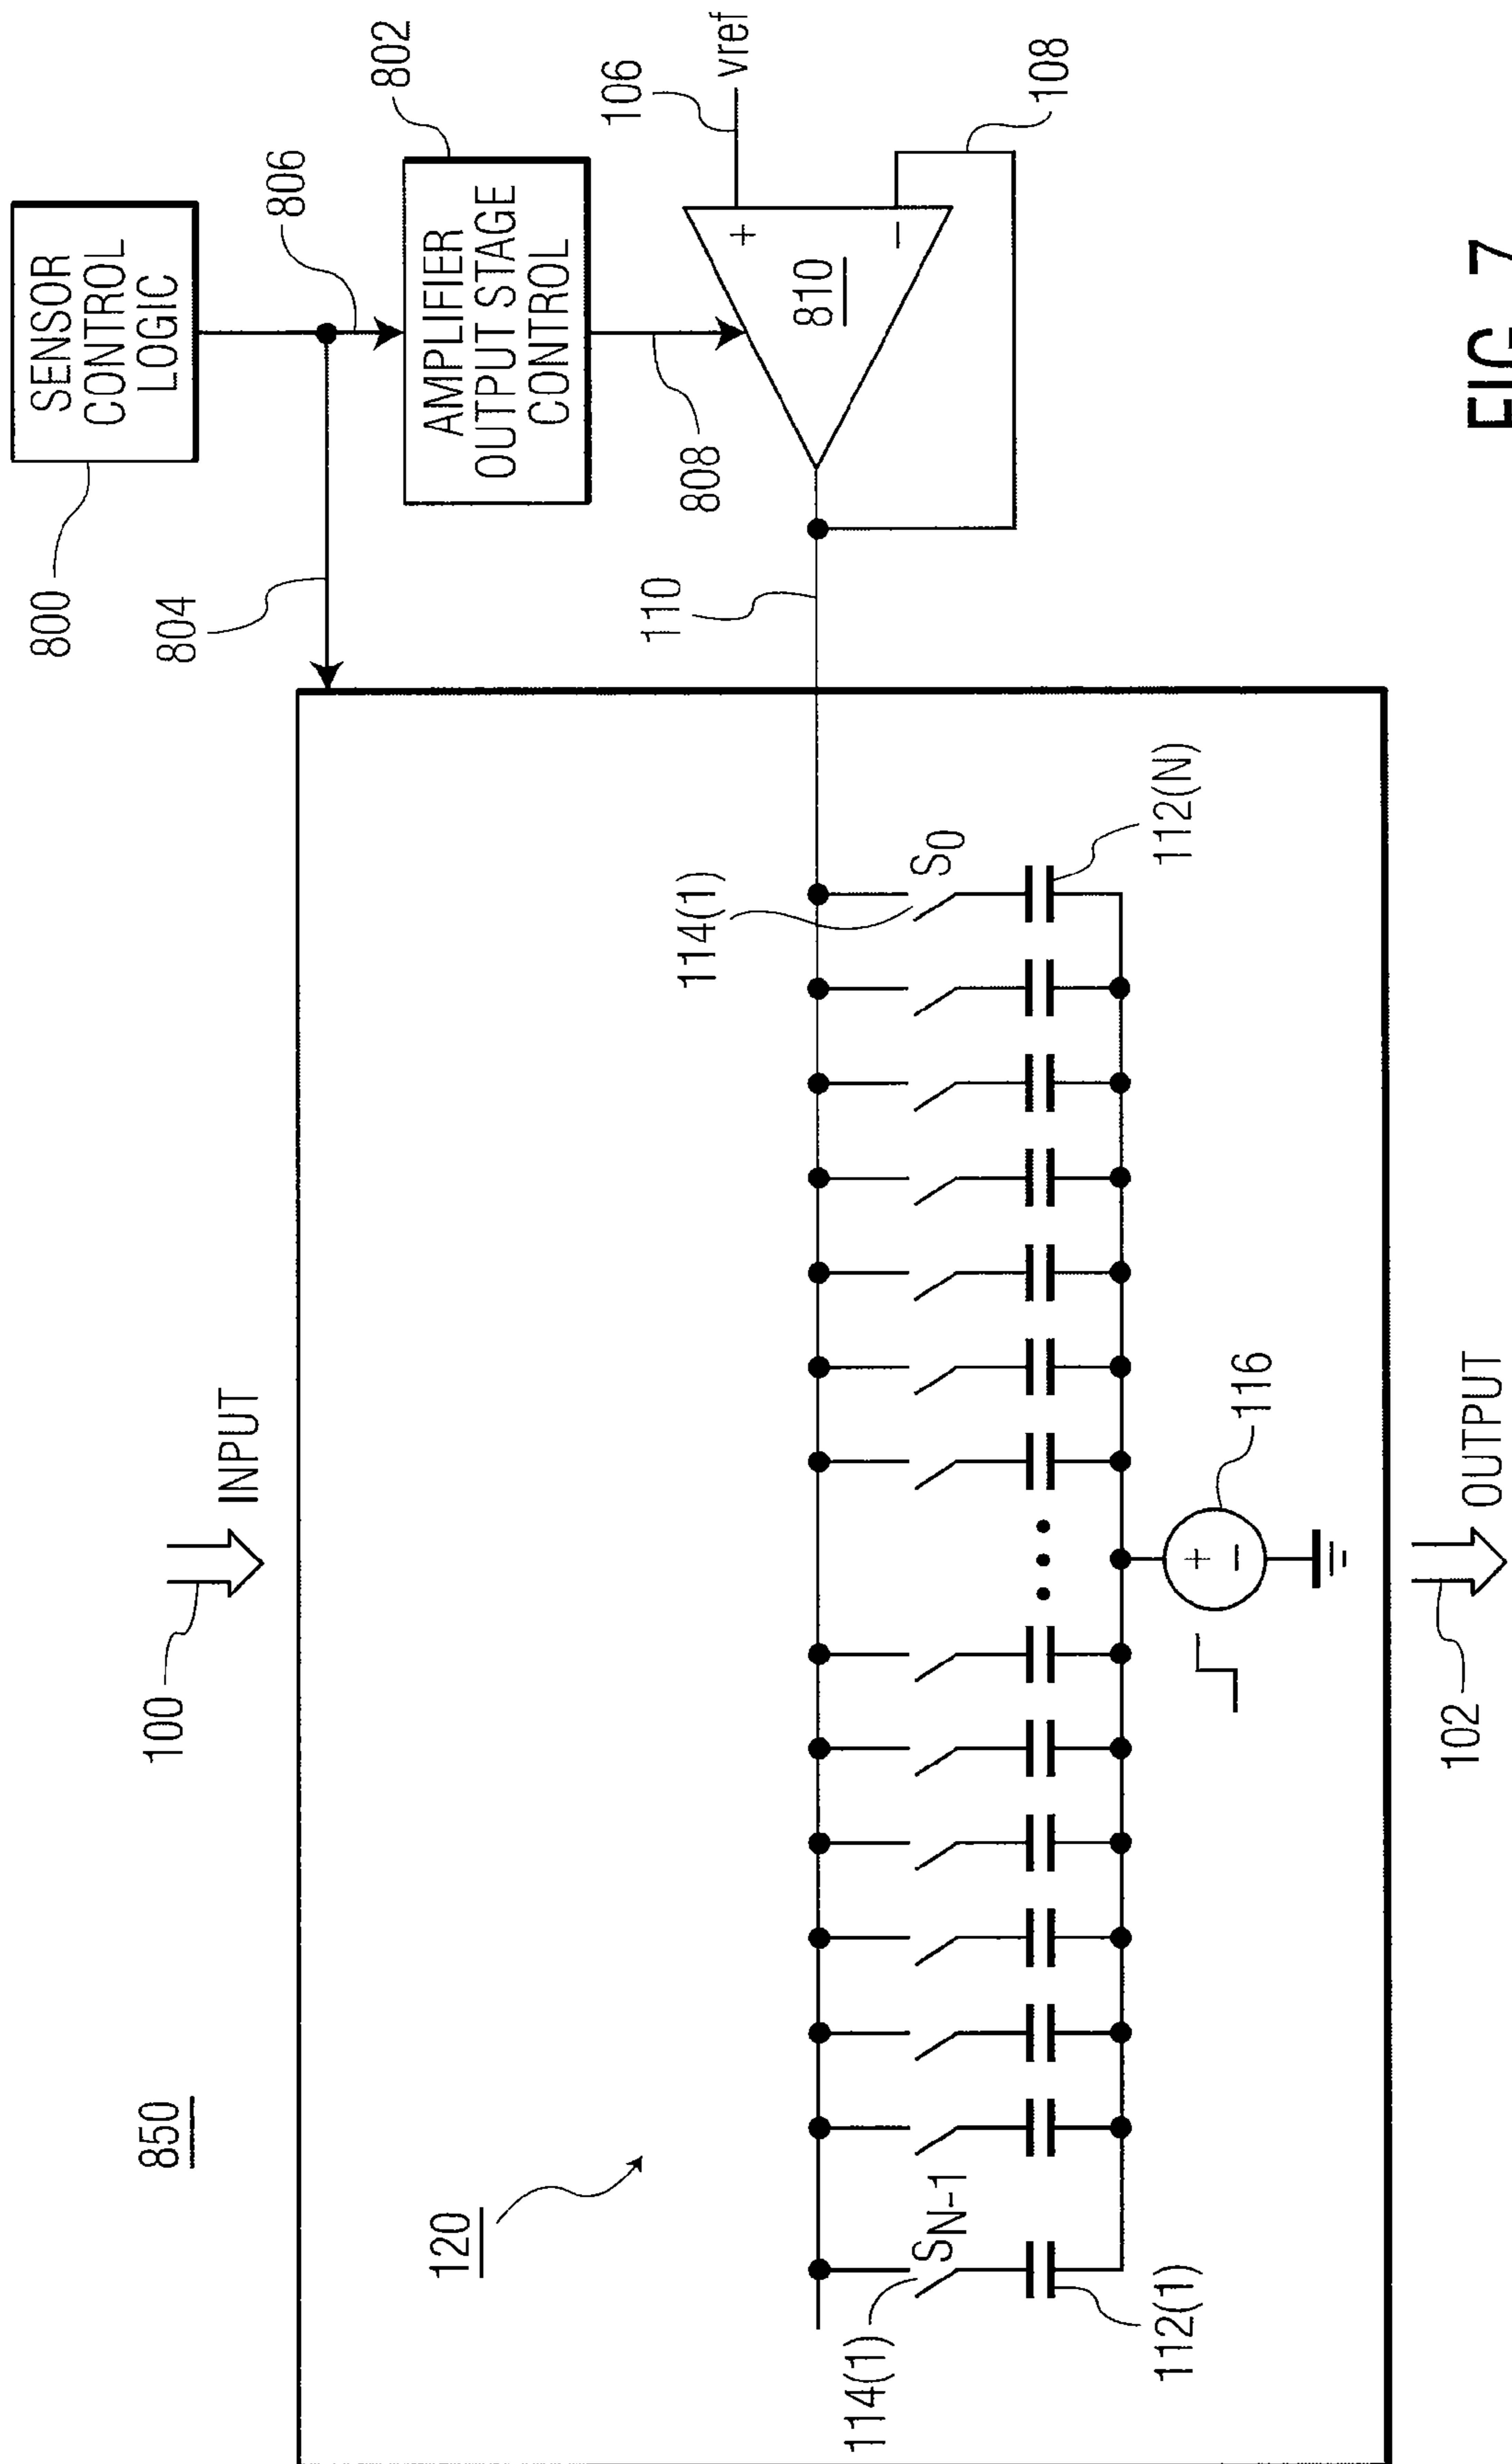 850
100
INPUT
804
800
SENSOR
CONTROL
LOGIC
806
802
AMPLIFIER
OUTPUT STAGE
CONTROL
808
106
vref
+
−
810
108
110
120
114(1)
S0
114(1)
SN-1
112(1)
112(N)
• • •
+
−
116
102
OUTPUT
FIG. 7